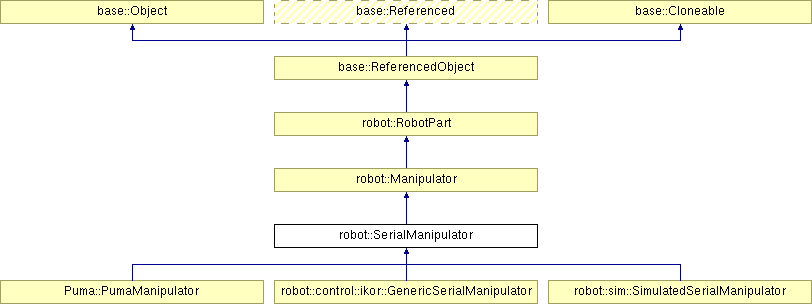 base::Object
base::Referenced
base::Cloneable
base::ReferencedObject
robot::RobotPart
robot::Manipulator
robot::SerialManipulator
Puma::PumaManipulator
robot::control::ikor::GenericSerialManipulator
robot::sim::SimulatedSerialManipulator